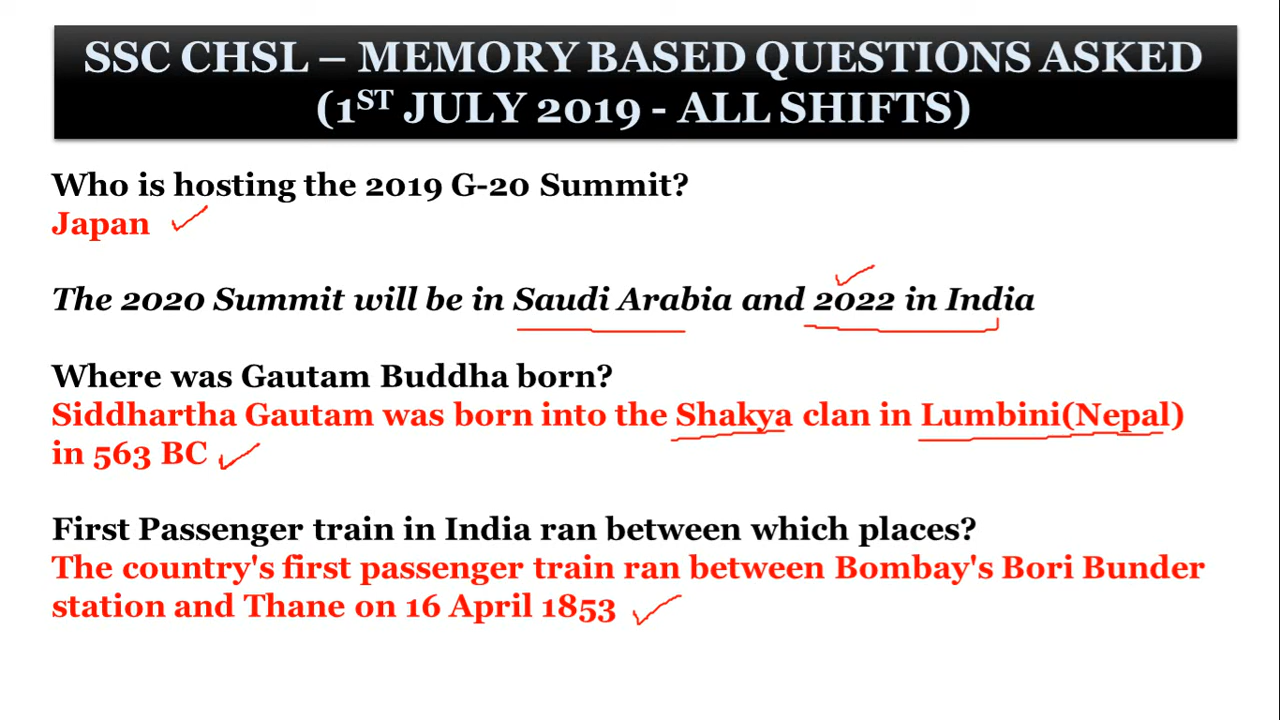 SSC CHSL – MEMORY BASED QUESTIONS ASKED
(1ST JULY 2019 - ALL SHIFTS)
Who is hosting the 2019 G-20 Summit?
Japan
The 2020 Summit will be in Saudi Arabia and 2022 in India
Where was Gautam Buddha born?
Siddhartha Gautam was born into the Shakya clan in Lumbini(Nepal)
in 563 BC
First Passenger train in India ran between which places?
The country's first passenger train ran between Bombay's Bori Bunder
station and Thane on 16 April 1853